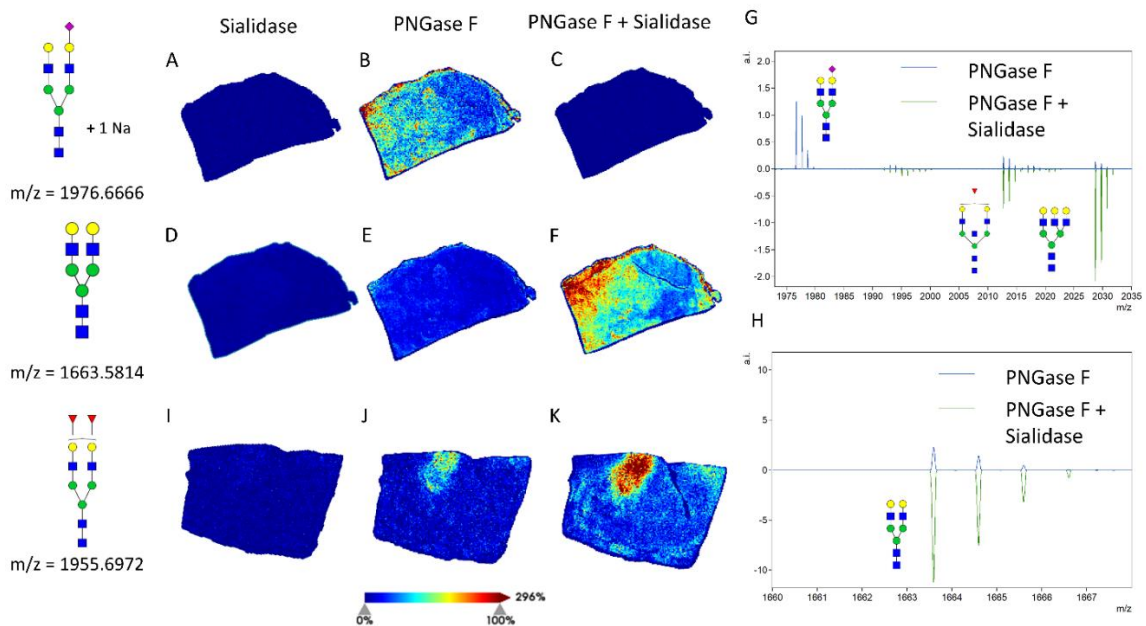 Sialidase
PNGase F
PNGase F + Sialidase
A
B
C
+ 1 Na
m/z = 1976.6666
D
E
F
m/z = 1663.5814
I
J
K
m/z = 1955.6972
0%
100%
296%
G
a.i.
2.0
1.5
1.0
0.5
0.0
-0.5
-1.0
-1.5
-2.0
PNGase F
PNGase F +
Sialidase
1975 1980 1985 1990 1995 2000 2005 2010 2015 2020 2025 2030 2035
m/z
H
a.i.
10
5
0
-5
-10
PNGase F
PNGase F +
Sialidase
1660 1661 1662 1663 1664 1665 1666 1667
m/z